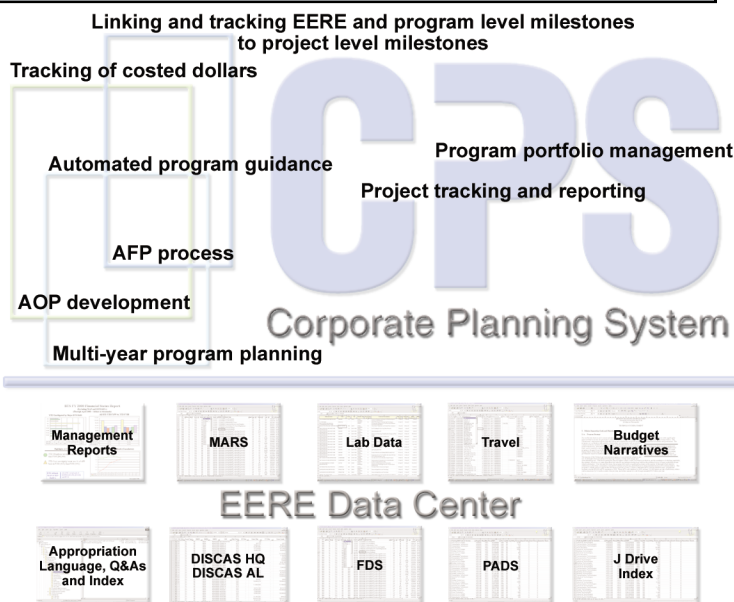 Linking and tracking EERE and program level milestones
to project level milestones
Tracking of costed dollars
CPS
Program portfolio management
Automated program guidance
Project tracking and reporting
AFP process
AOP development
Corporate Planning System
Multi-year program planning
Management
Reports
MARS
Lab Data
Travel
Budget
Narratives
EERE Data Center
Appropriation
Language, Q&As
and Index
DISCAS HQ
DISCAS AL
FDS
PADS
J Drive
Index